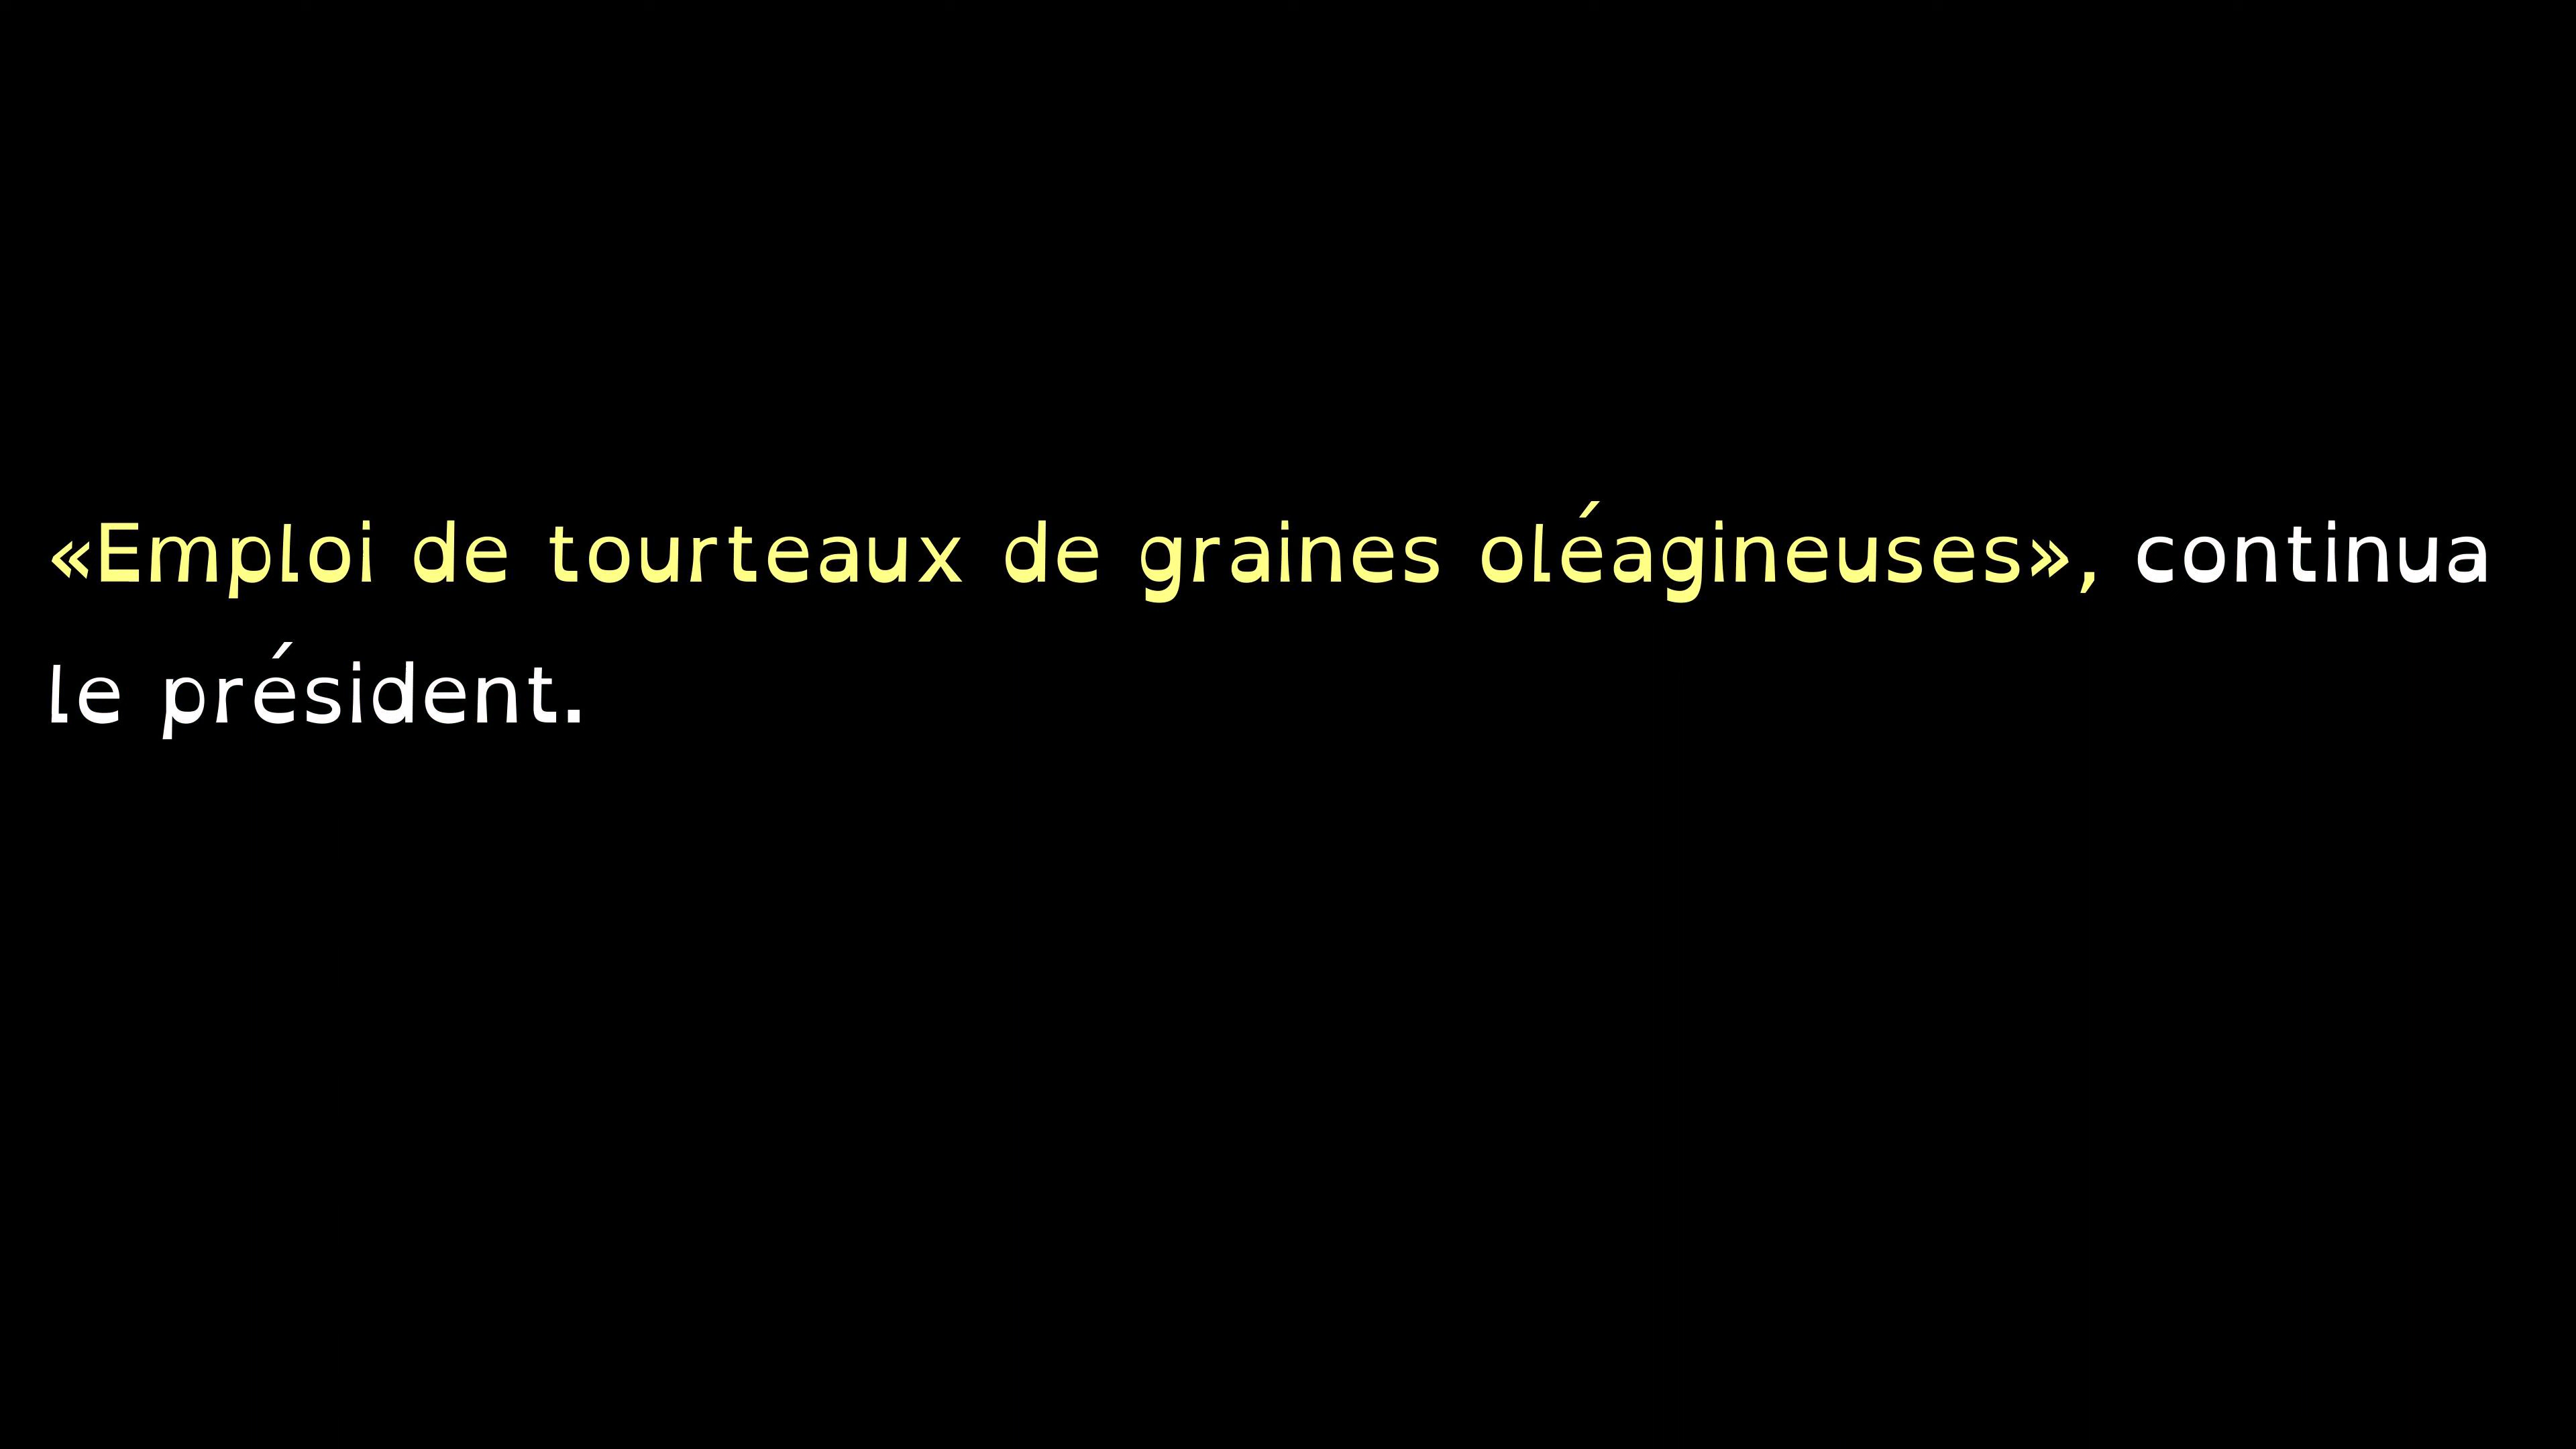 «Emploi de tourteaux de graines oléagineuses», continua
le président.